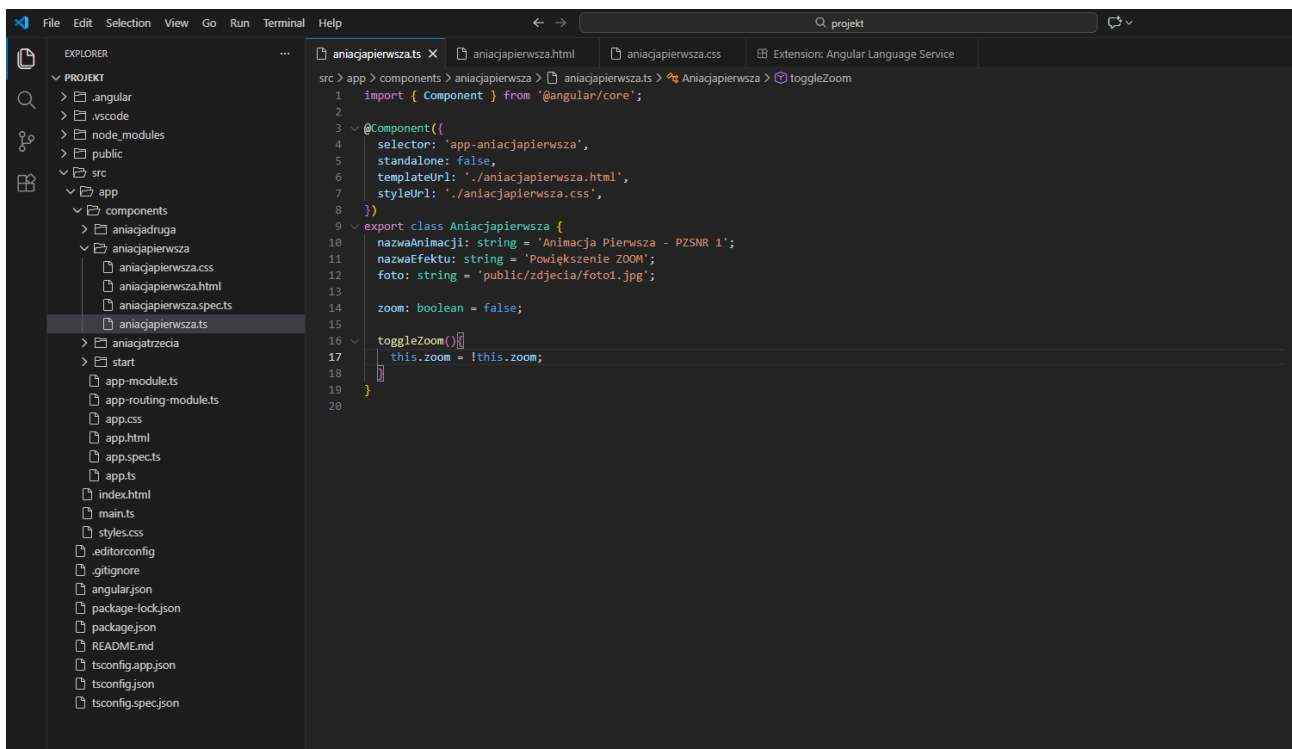 File Edit Selection View Go Run Terminal Help
projekt
EXPLORER
aniacjapierwsza.ts
aniacjapierwsza.html
aniacjapierwsza.css
Extension: Angular Language Service
PROJEKT
.angular
.vscode
node_modules
public
src
app
components
aniacjadruga
aniacjapierwsza
aniacjapierwsza.css
aniacjapierwsza.html
aniacjapierwsza.spec.ts
aniacjapierwsza.ts
aniacjatrzecia
start
app-module.ts
app-routing-module.ts
app.css
app.html
app.spec.ts
app.ts
index.html
main.ts
styles.css
.editorconfig
.gitignore
angular.json
package-lock.json
package.json
README.md
tsconfig.app.json
tsconfig.json
tsconfig.spec.json
src > app > components > aniacjapierwsza > aniacjapierwsza.ts > Aniacjapierwsza > toggleZoom
1 import { Component } from '@angular/core';
2
3 @Component({
4 selector: 'app-aniacjapierwsza',
5 standalone: false,
6 templateUrl: './aniacjapierwsza.html',
7 styleUrl: './aniacjapierwsza.css',
8 })
9 export class Aniacjapierwsza {
10 nazwaAnimacji: string = 'Animacja Pierwsza - PZSNR 1';
11 nazwaEfektu: string = 'Powiększenie ZOOM';
12 foto: string = 'public/zdjecia/foto1.jpg';
13
14 zoom: boolean = false;
15
16 toggleZoom(){
17 this.zoom = !this.zoom;
18 }
19 }
20